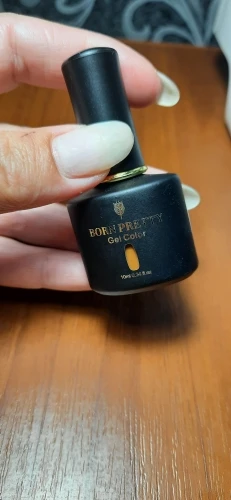 BORN PRETTY
Gel Color
10ml 0.34 fl.oz